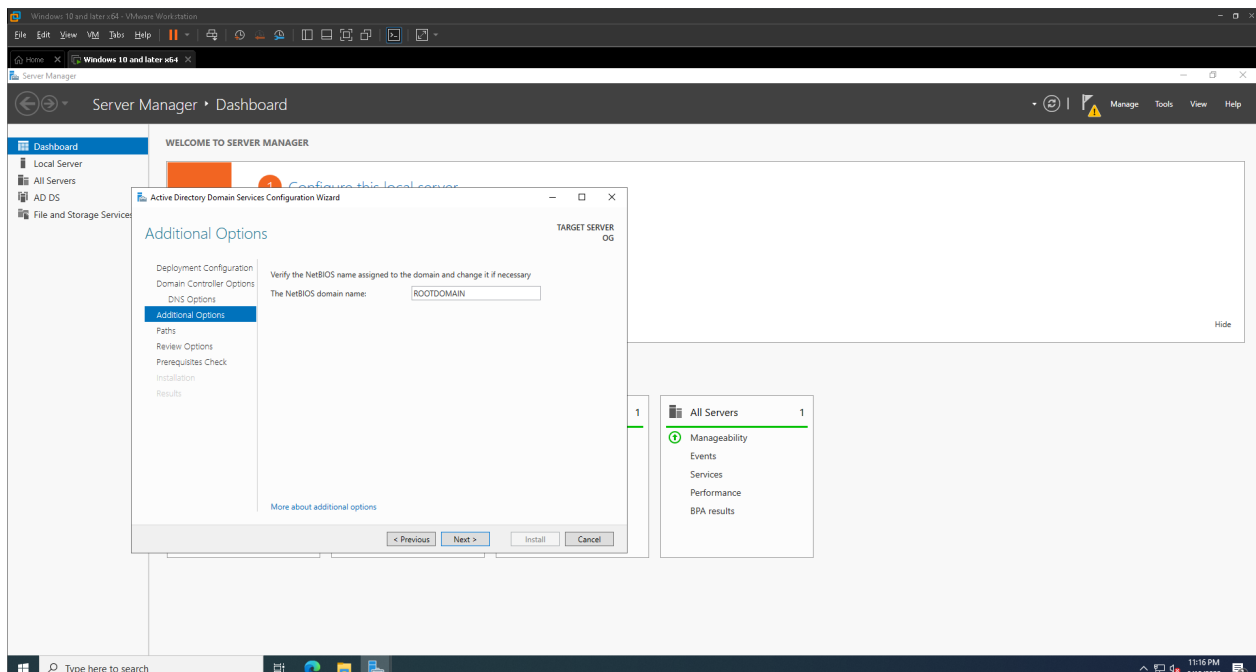 Windows 10 and later x64 - VMware Workstation
File Edit View VM Tabs Help
Home Windows 10 and later x64
Server Manager
Server Manager • Dashboard
Manage Tools View Help
Dashboard
Local Server
All Servers
AD DS
File and Storage Services
WELCOME TO SERVER MANAGER
1 Configure this local server
Hide
Active Directory Domain Services Configuration Wizard
Additional Options
TARGET SERVER
OG
Deployment Configuration
Domain Controller Options
DNS Options
Additional Options
Paths
Review Options
Prerequisites Check
Installation
Results
Verify the NetBIOS name assigned to the domain and change it if necessary
The NetBIOS domain name: ROOTDOMAIN
More about additional options
< Previous Next > Install Cancel
1
All Servers 1
Manageability
Events
Services
Performance
BPA results
Type here to search
11:16 PM